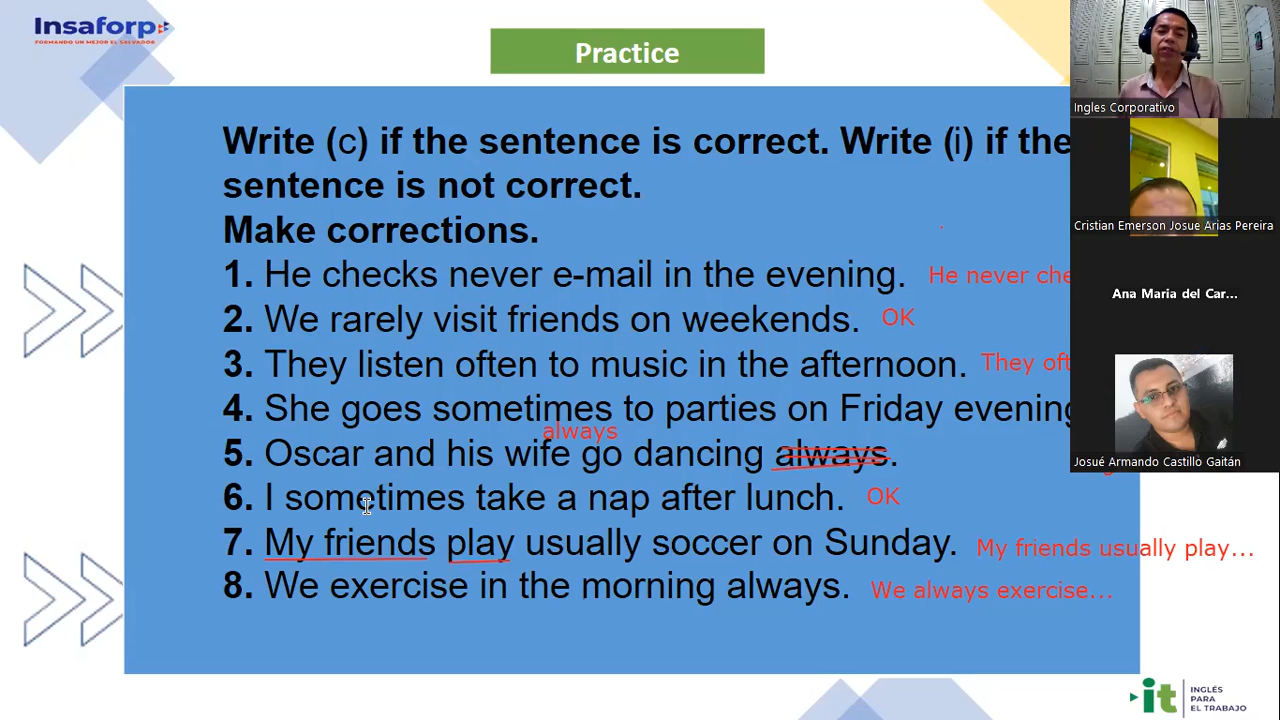 Insaforp
FORMANDO UN MEJOR EL SALVADOR
Practice
Write (c) if the sentence is correct. Write (i) if the
sentence is not correct.
Make corrections.
1. He checks never e-mail in the evening. He never che
2. We rarely visit friends on weekends. OK
3. They listen often to music in the afternoon. They oft
4. She goes sometimes to parties on Friday evening
always
5. Oscar and his wife go dancing always.
6. I sometimes take a nap after lunch. OK
7. My friends play usually soccer on Sunday. My friends usually play...
8. We exercise in the morning always. We always exercise...
Ingles Corporativo
Cristian Emerson Josue Arias Pereira
Ana Maria del Car...
Josué Armando Castillo Gaitán
it
INGLÉS
PARA
EL TRABAJO